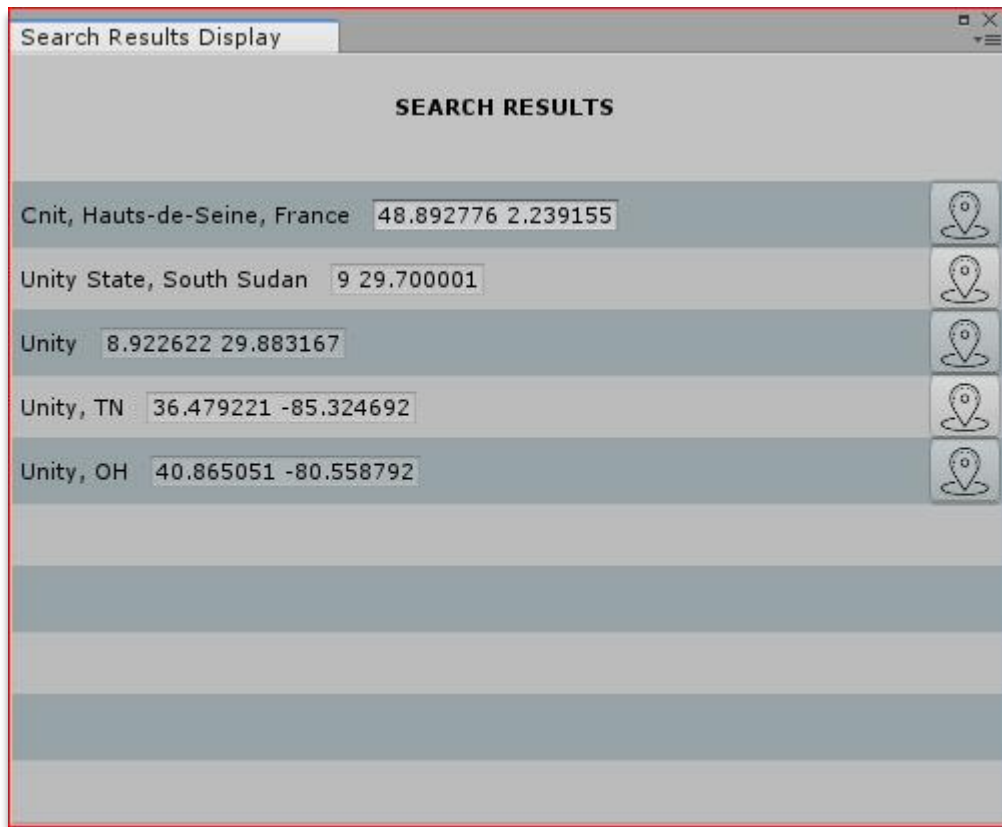 Search Results Display
SEARCH RESULTS
Cnit, Hauts-de-Seine, France 48.892776 2.239155
Unity State, South Sudan 9 29.700001
Unity 8.922622 29.883167
Unity, TN 36.479221 -85.324692
Unity, OH 40.865051 -80.558792